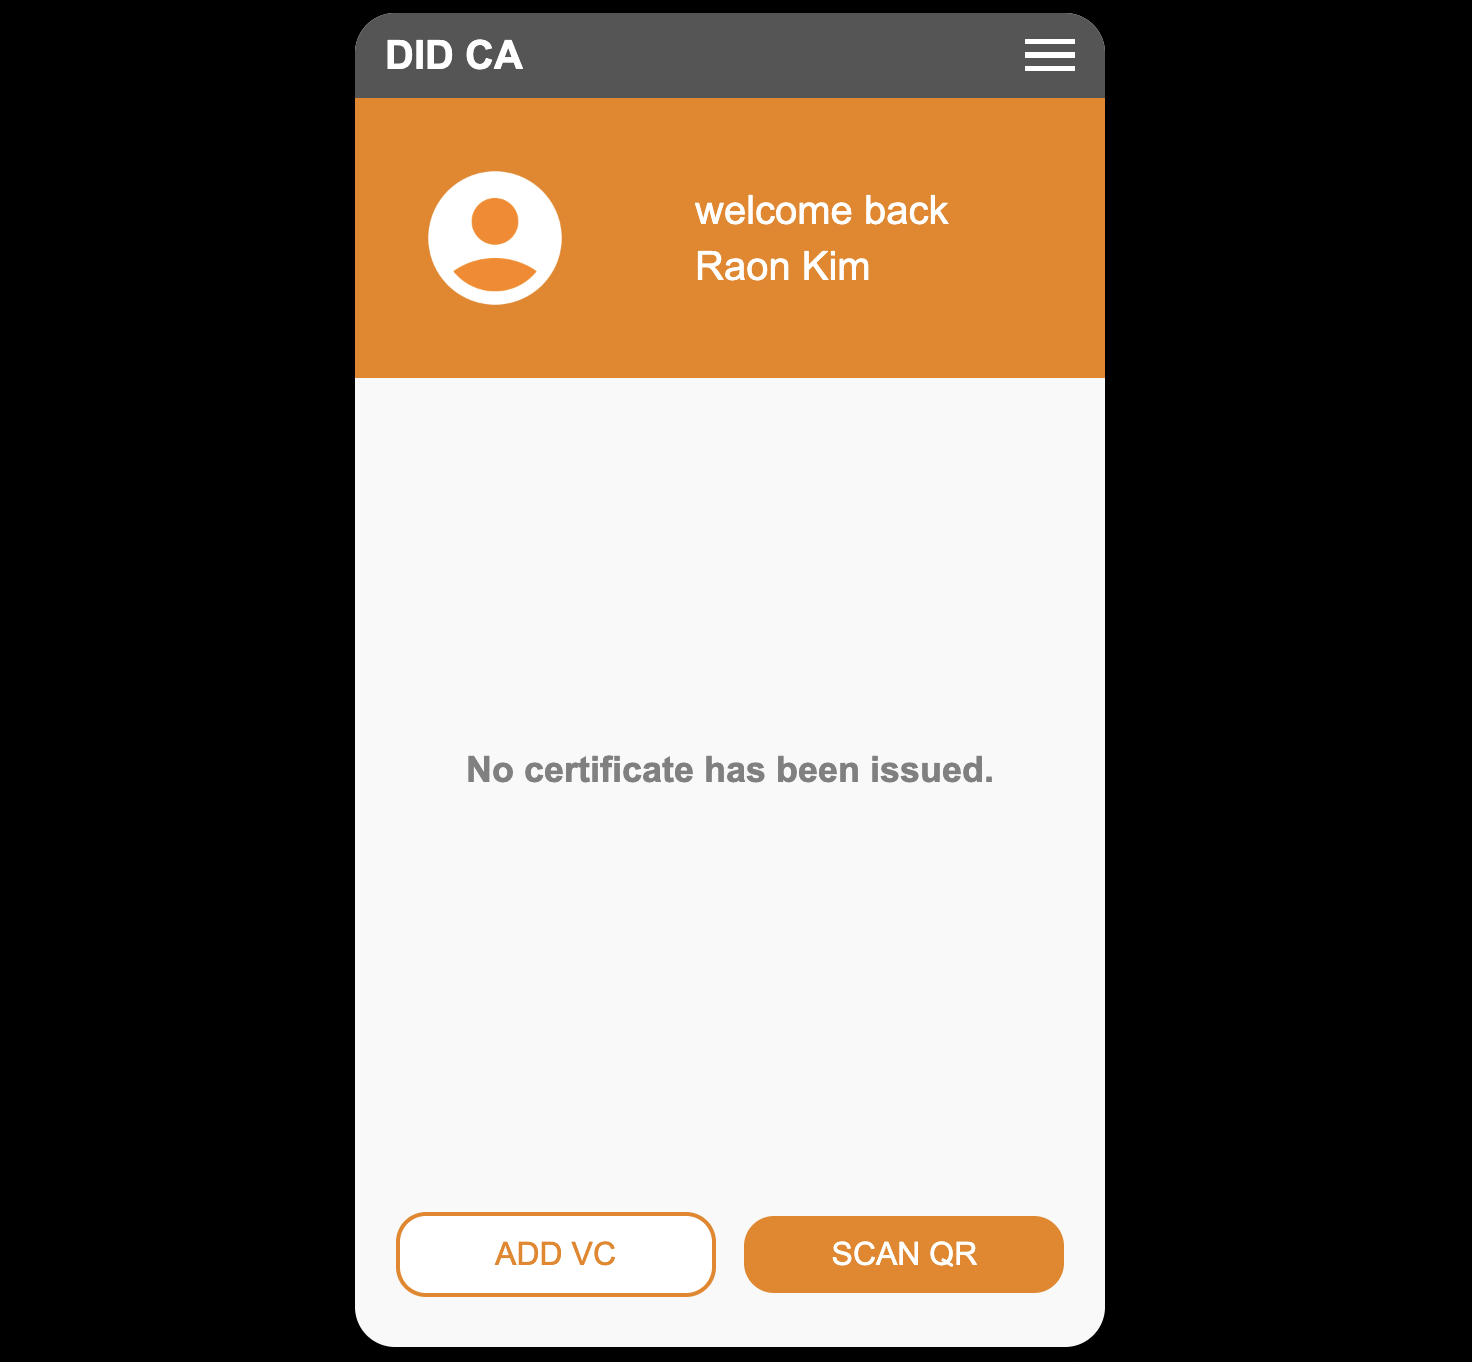 DID CA
welcome back
Raon Kim
No certificate has been issued.
ADD VC
SCAN QR